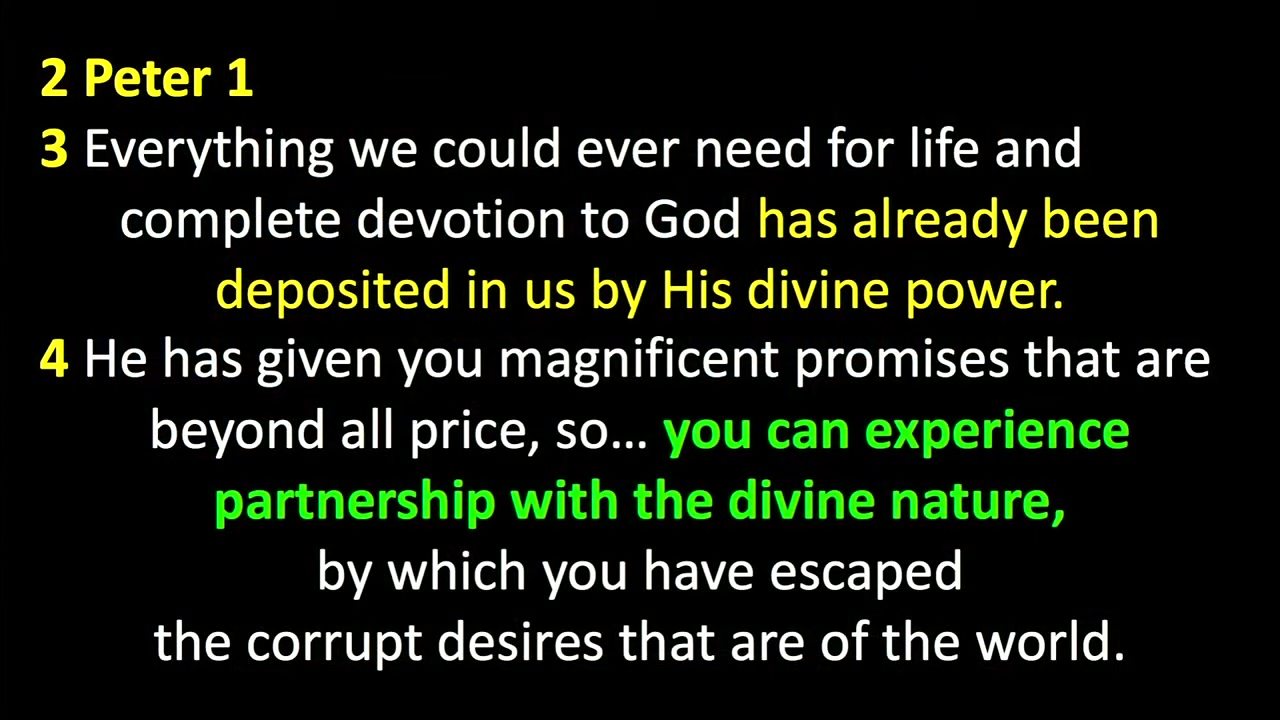 2 Peter 1
3 Everything we could ever need for life and
complete devotion to God has already been
deposited in us by His divine power.
4 He has given you magnificent promises that are
beyond all price, so... you can experience
partnership with the divine nature,
by which you have escaped
the corrupt desires that are of the world.